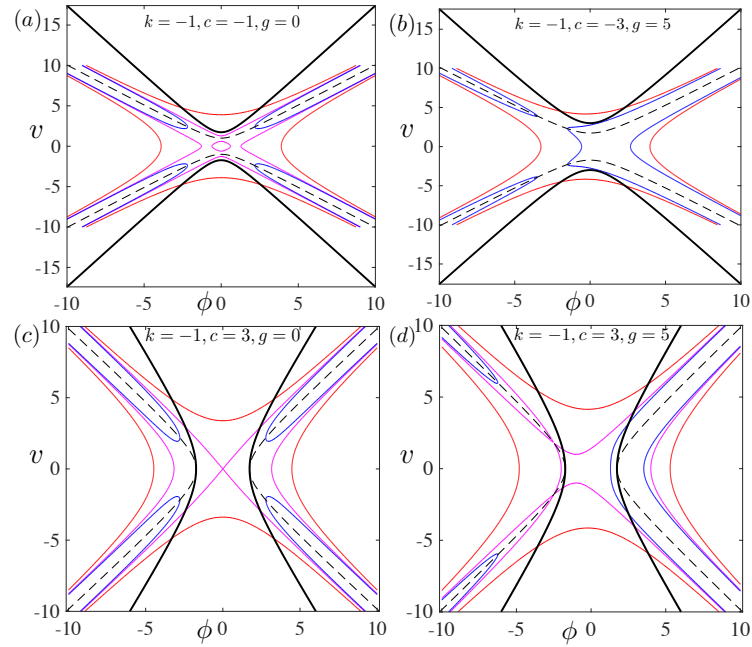 (a) k = −1, c = −1, g = 0
15
10
5
v 0
-5
-10
-15
-10 -5 ϕ 0 5 10
(b) k = −1, c = −3, g = 5
15
10
5
v 0
-5
-10
-15
-10 -5 ϕ 0 5 10
(c) k = −1, c = 3, g = 0
10
5
v 0
-5
-10
-10 -5 ϕ 0 5 10
(d) k = −1, c = 3, g = 5
10
5
v 0
-5
-10
-10 -5 ϕ 0 5 10